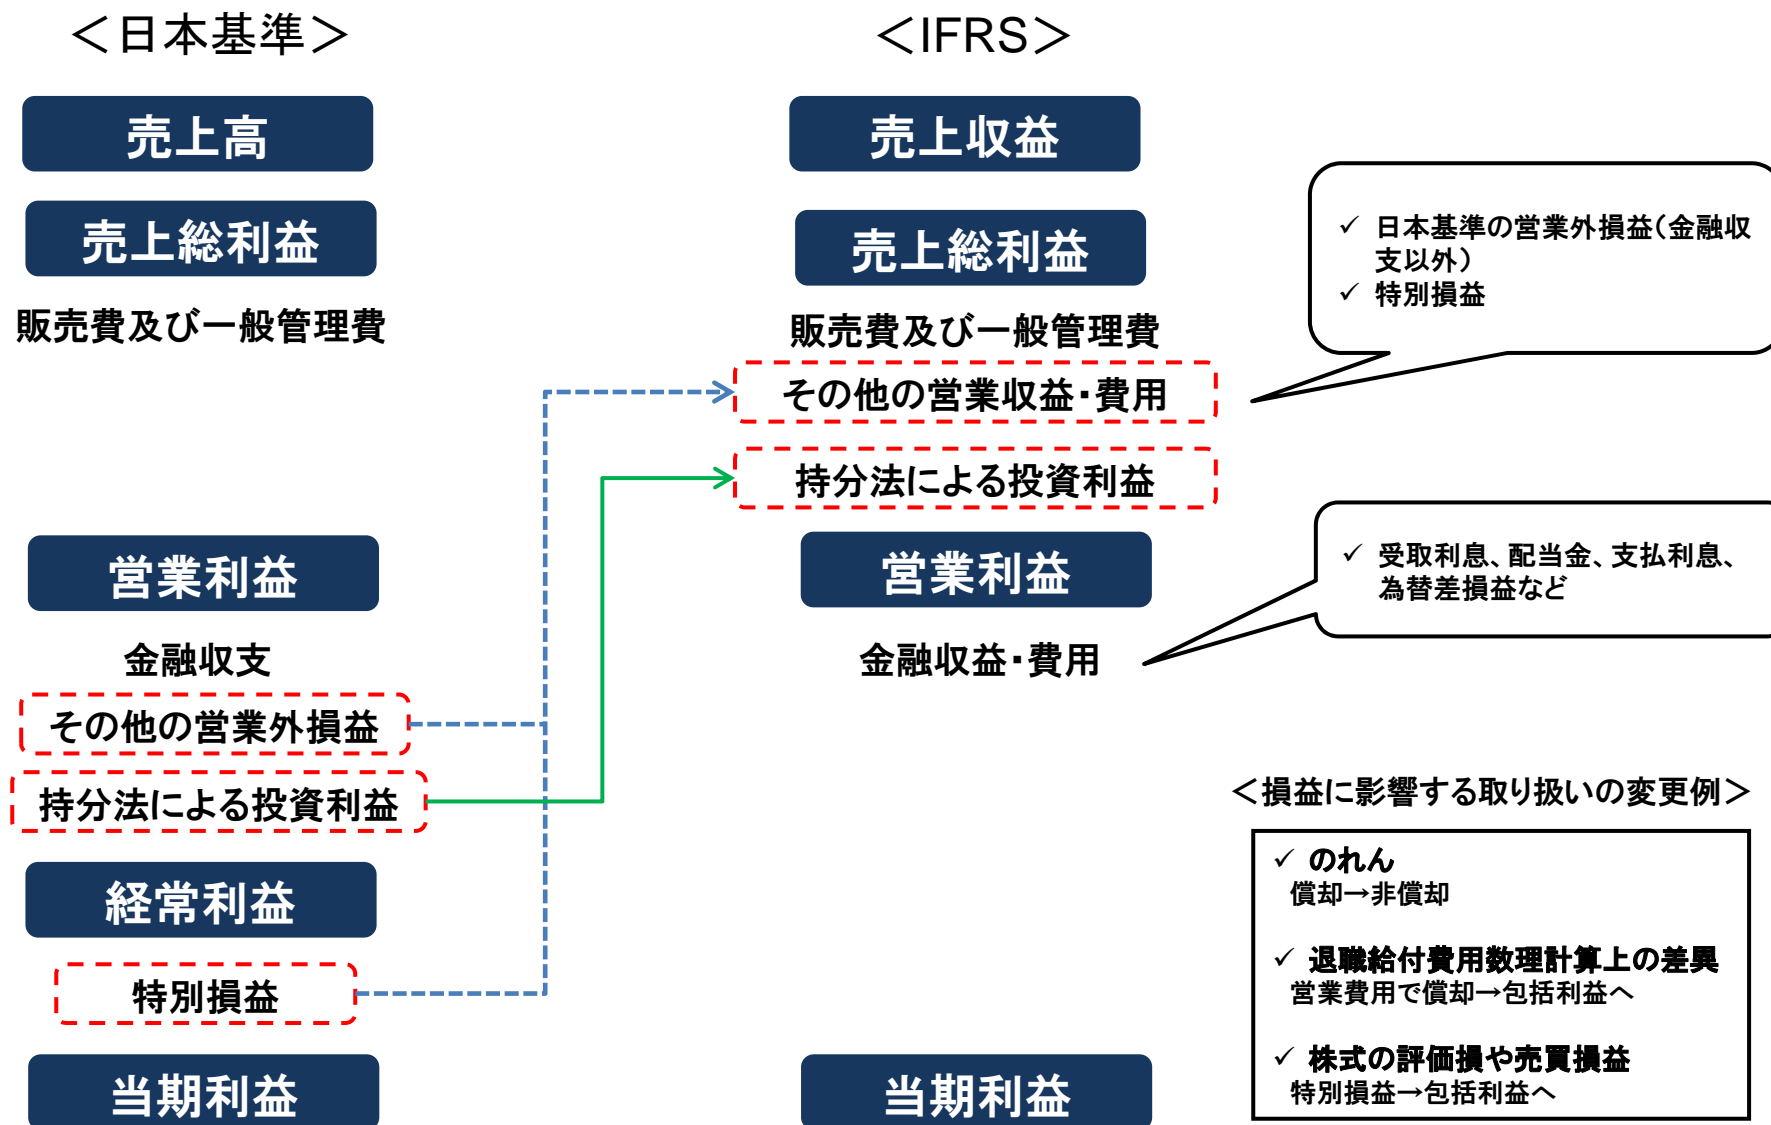 ＜日本基準＞
売上高
売上総利益
販売費及び一般管理費
営業利益
金融収支
その他の営業外損益
持分法による投資利益
経常利益
特別損益
当期利益
＜IFRS＞
売上収益
売上総利益
販売費及び一般管理費
その他の営業収益・費用
持分法による投資利益
営業利益
金融収益・費用
当期利益
✓ 日本基準の営業外損益（金融収
支以外）
✓ 特別損益
✓ 受取利息、配当金、支払利息、
為替差損益など
＜損益に影響する取り扱いの変更例＞
✓ のれん
償却→非償却
✓ 退職給付費用数理計算上の差異
営業費用で償却→包括利益へ
✓ 株式の評価損や売買損益
特別損益→包括利益へ